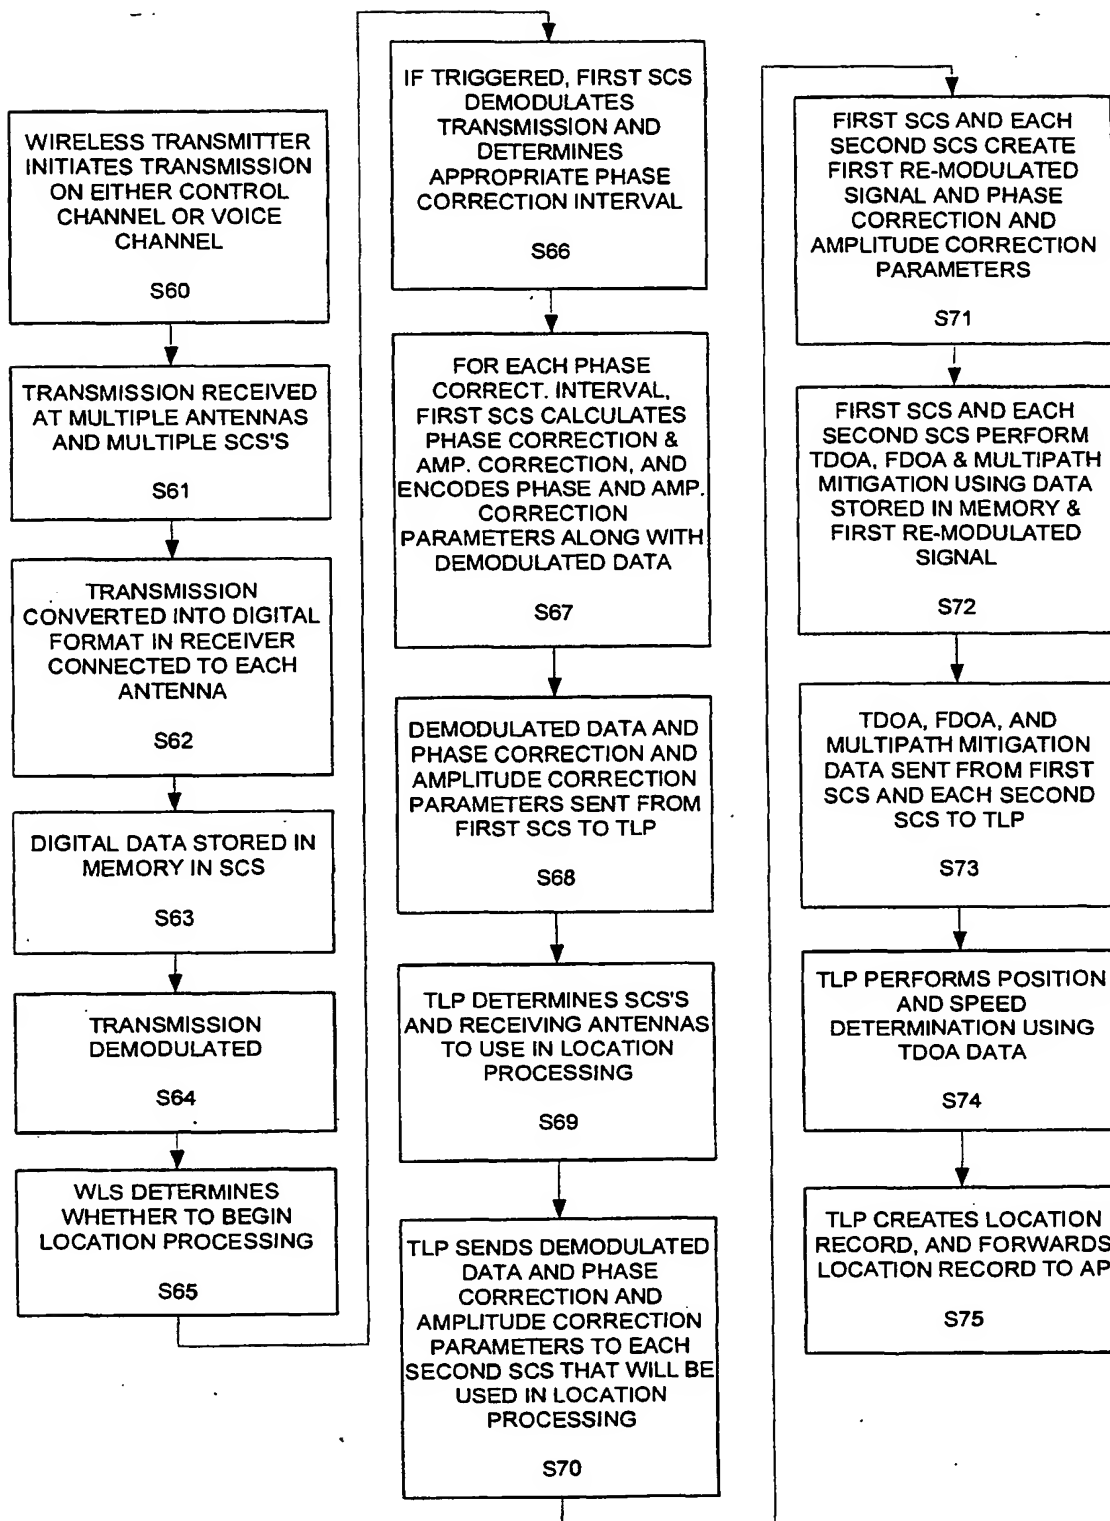 WIRELESS TRANSMITTER
INITIATES TRANSMISSION
ON EITHER CONTROL
CHANNEL OR VOICE
CHANNEL
S60
TRANSMISSION RECEIVED
AT MULTIPLE ANTENNAS
AND MULTIPLE SCS'S
S61
TRANSMISSION
CONVERTED INTO DIGITAL
FORMAT IN RECEIVER
CONNECTED TO EACH
ANTENNA
S62
DIGITAL DATA STORED IN
MEMORY IN SCS
S63
TRANSMISSION
DEMODULATED
S64
WLS DETERMINES
WHETHER TO BEGIN
LOCATION PROCESSING
S65
IF TRIGGERED, FIRST SCS
DEMODULATES
TRANSMISSION AND
DETERMINES
APPROPRIATE PHASE
CORRECTION INTERVAL
S66
FOR EACH PHASE
CORRECT. INTERVAL,
FIRST SCS CALCULATES
PHASE CORRECTION &
AMP. CORRECTION, AND
ENCODES PHASE AND AMP.
CORRECTION
PARAMETERS ALONG WITH
DEMODULATED DATA
S67
DEMODULATED DATA AND
PHASE CORRECTION AND
AMPLITUDE CORRECTION
PARAMETERS SENT FROM
FIRST SCS TO TLP
S68
TLP DETERMINES SCS'S
AND RECEIVING ANTENNAS
TO USE IN LOCATION
PROCESSING
S69
TLP SENDS DEMODULATED
DATA AND PHASE
CORRECTION AND
AMPLITUDE CORRECTION
PARAMETERS TO EACH
SECOND SCS THAT WILL BE
USED IN LOCATION
PROCESSING
S70
FIRST SCS AND EACH
SECOND SCS CREATE
FIRST RE-MODULATED
SIGNAL AND PHASE
CORRECTION AND
AMPLITUDE CORRECTION
PARAMETERS
S71
FIRST SCS AND EACH
SECOND SCS PERFORM
TDOA, FDOA & MULTIPATH
MITIGATION USING DATA
STORED IN MEMORY &
FIRST RE-MODULATED
SIGNAL
S72
TDOA, FDOA, AND
MULTIPATH MITIGATION
DATA SENT FROM FIRST
SCS AND EACH SECOND
SCS TO TLP
S73
TLP PERFORMS POSITION
AND SPEED
DETERMINATION USING
TDOA DATA
S74
TLP CREATES LOCATION
RECORD, AND FORWARDS
LOCATION RECORD TO AP
S75